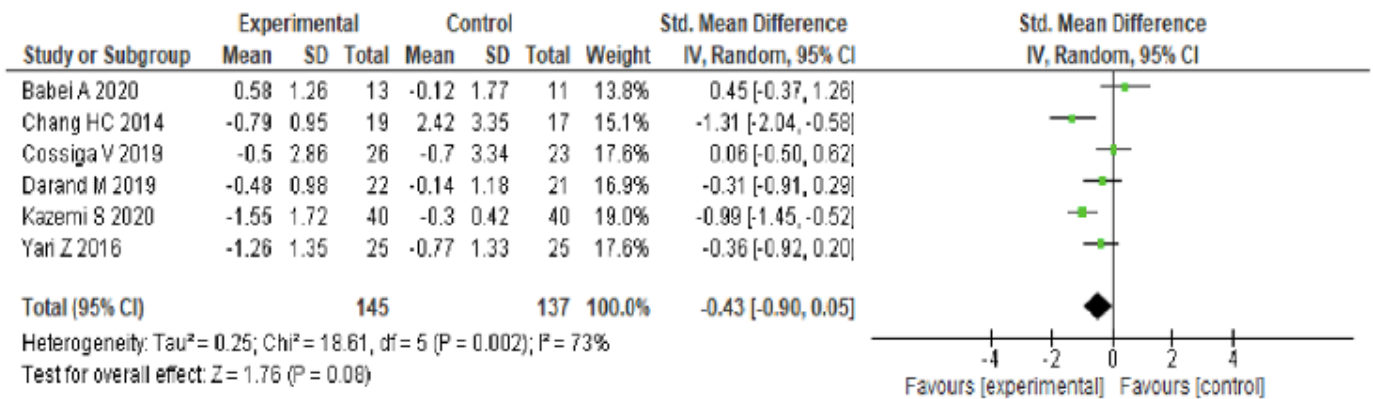 Experimental Control Std. Mean Difference Std. Mean Difference
Study or Subgroup Mean SD Total Mean SD Total Weight IV, Random, 95% CI IV, Random, 95% CI
Babei A 2020 0.58 1.26 13 -0.12 1.77 11 13.8% 0.45 [-0.37, 1.26]
Chang HC 2014 -0.79 0.95 19 2.42 3.35 17 15.1% -1.31 [-2.04, -0.58]
Cossiga V 2019 -0.5 2.86 26 -0.7 3.34 23 17.6% 0.06 [-0.50, 0.62]
Darand M 2019 -0.48 0.98 22 -0.14 1.18 21 16.9% -0.31 [-0.91, 0.29]
Kazemi S 2020 -1.55 1.72 40 -0.3 0.42 40 19.0% -0.99 [-1.45, -0.52]
Yari Z 2016 -1.26 1.35 25 -0.77 1.33 25 17.6% -0.36 [-0.92, 0.20]
Total (95% CI) 145 137 100.0% -0.43 [-0.90, 0.05]
Heterogeneity: Tau² = 0.25; Chi² = 18.61, df = 5 (P = 0.002); I² = 73%
Test for overall effect: Z = 1.76 (P = 0.08)
-4 -2 0 2 4
Favours [experimental] Favours [control]